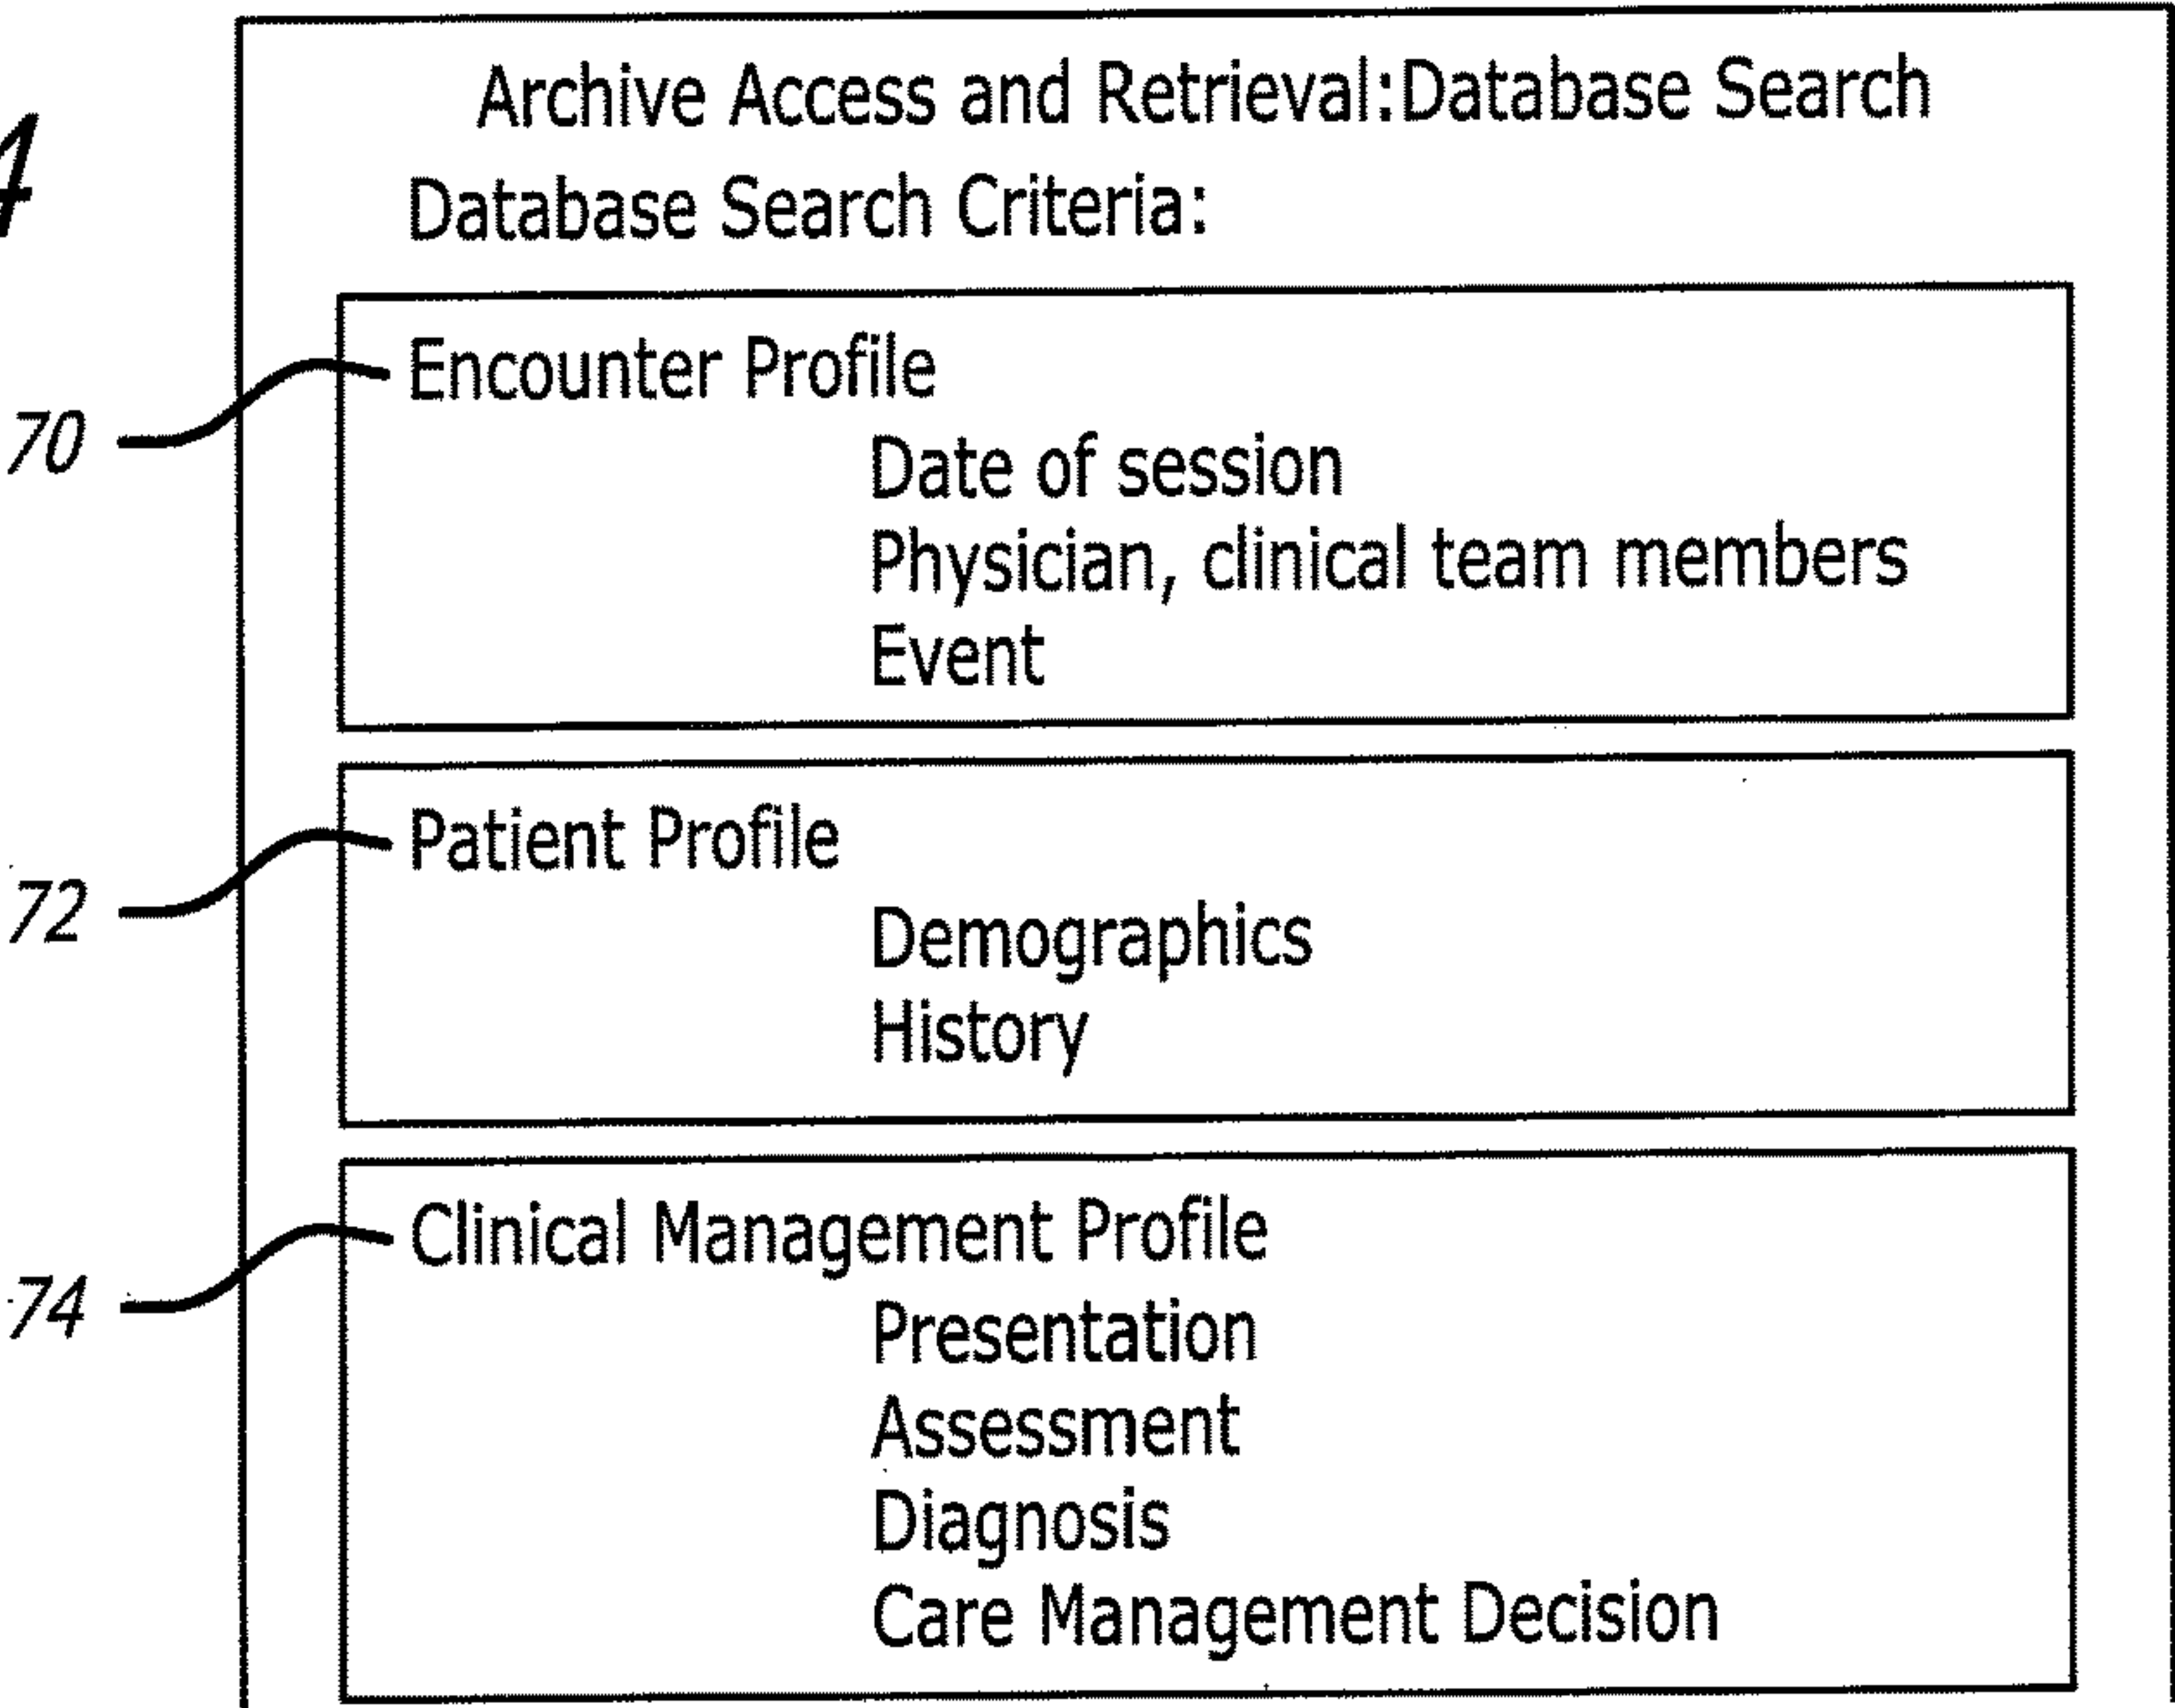 4
Archive Access and Retrieval:Database Search
Database Search Criteria:
70
Encounter Profile
Date of session
Physician, clinical team members
Event
72
Patient Profile
Demographics
History
74
Clinical Management Profile
Presentation
Assessment
Diagnosis
Care Management Decision